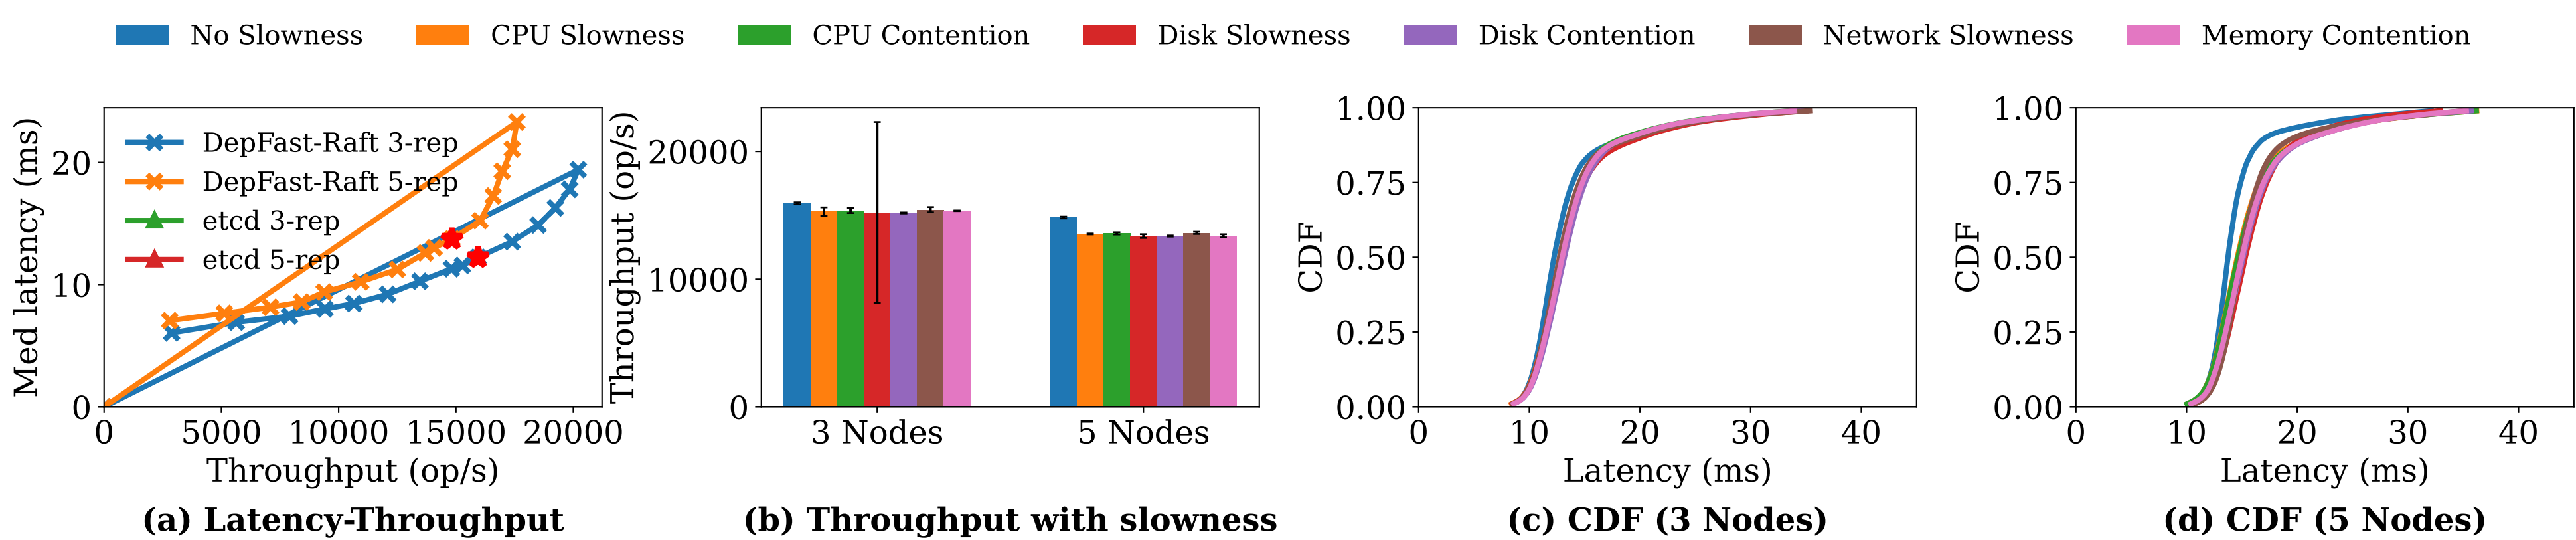 No Slowness CPU Slowness CPU Contention Disk Slowness Disk Contention Network Slowness Memory Contention
Med latency (ms)
20
10
0
DepFast-Raft 3-rep
DepFast-Raft 5-rep
etcd 3-rep
etcd 5-rep
0 5000 10000 15000 20000
Throughput (op/s)
(a) Latency-Throughput
Throughput (op/s)
20000
10000
0
3 Nodes 5 Nodes
(b) Throughput with slowness
CDF
1.00
0.75
0.50
0.25
0.00
0 10 20 30 40
Latency (ms)
(c) CDF (3 Nodes)
CDF
1.00
0.75
0.50
0.25
0.00
0 10 20 30 40
Latency (ms)
(d) CDF (5 Nodes)